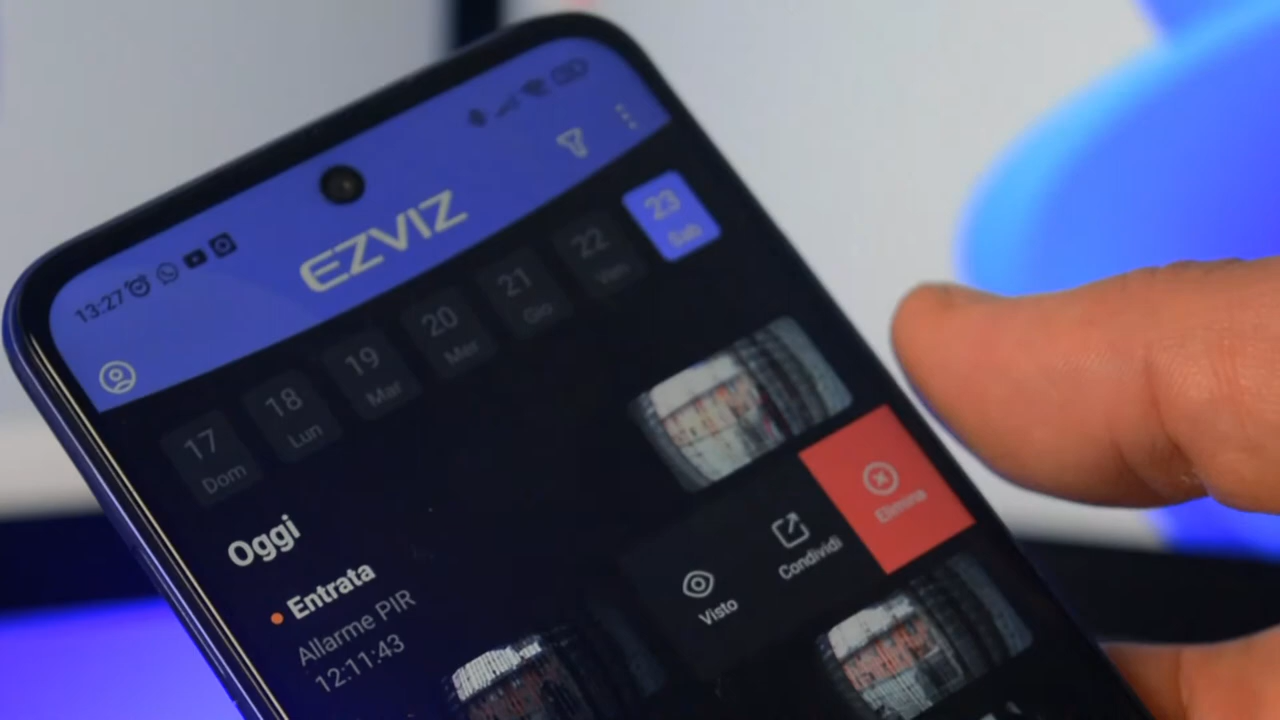 13:27
EZVIZ
17 Dom
18 Lun
19 Mar
20 Mer
21 Gio
22 Ven
23 Sab
Oggi
Entrata
Allarme PIR
12:11:43
Visto
Condividi
Elimina